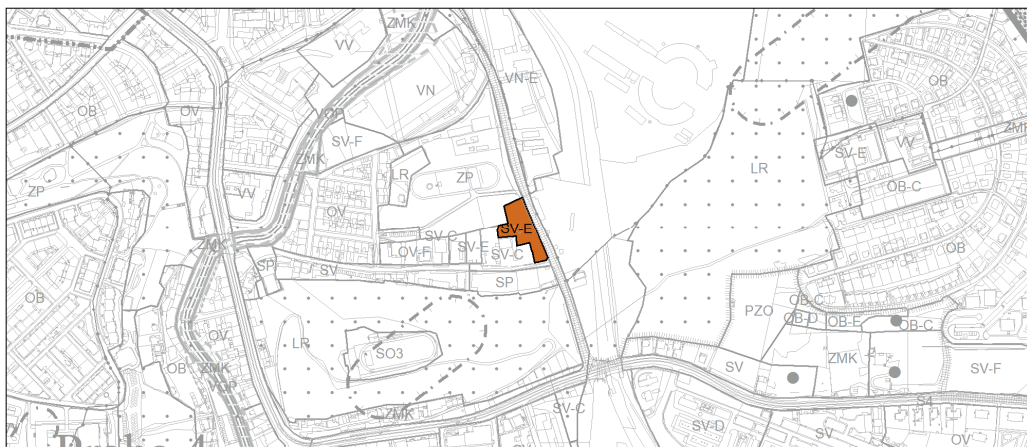 ZMK
VV
OB
OV
VN
VN-E
OB
VOP
SV-F
ZMK
ZMK
VV
SV-E
LR
LR
ZP
ZP
OB-C
VV
OV
SV-E
SV-C
OV-F
SV-E
SV-C
OB
ZMK
SP
SV
SP
OB
PZO
OB-C
OB-D
OB-E
OB-C
OV
LR
SO3
ZMK
OB
ZMK
SV
SV-F
VOP
ZMK
SV-C
S4
SV-D
SV